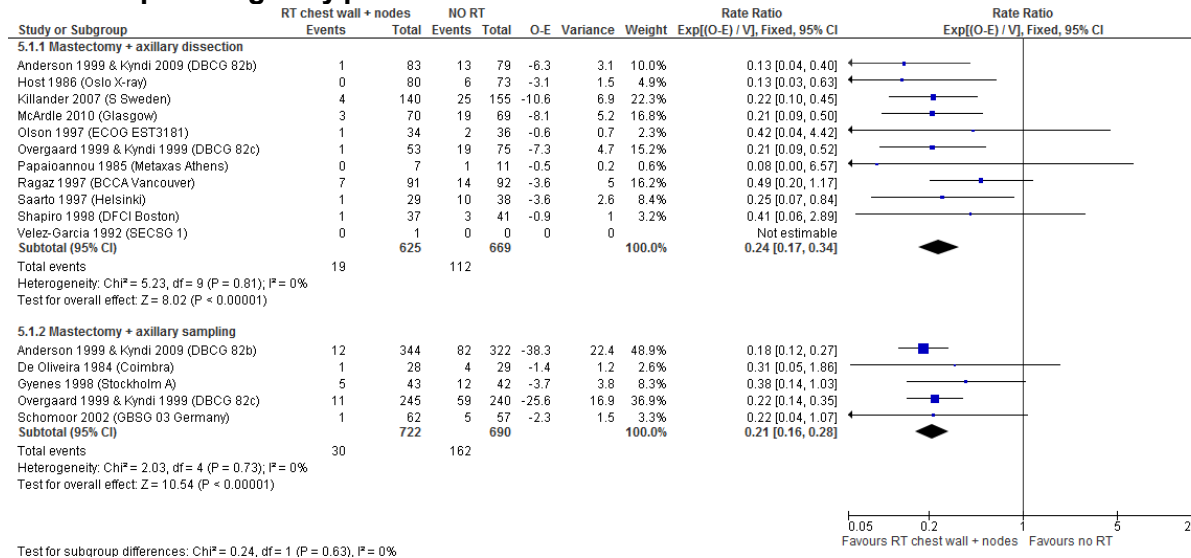 RT chest wall + nodes NO RT Rate Ratio Rate Ratio
Study or Subgroup Events Total Events Total O-E Variance Weight Exp[(O-E) / V], Fixed, 95% CI Exp[(O-E) / V], Fixed, 95% CI
5.1.1 Mastectomy + axillary dissection
Anderson 1999 & Kyndi 2009 (DBCG 82b) 1 83 13 79 -6.3 3.1 10.0% 0.13 [0.04, 0.40]
Host 1986 (Oslo X-ray) 0 80 6 73 -3.1 1.5 4.9% 0.13 [0.03, 0.63]
Killander 2007 (S Sweden) 4 140 25 155 -10.6 6.9 22.3% 0.22 [0.10, 0.45]
McArdle 2010 (Glasgow) 3 70 19 69 -8.1 5.2 16.8% 0.21 [0.09, 0.50]
Olson 1997 (ECOG EST3181) 1 34 2 36 -0.6 0.7 2.3% 0.42 [0.04, 4.42]
Overgaard 1999 & Kyndi 1999 (DBCG 82c) 1 53 19 75 -7.3 4.7 15.2% 0.21 [0.09, 0.52]
Papaioannou 1985 (Metaxas Athens) 0 7 1 11 -0.5 0.2 0.6% 0.08 [0.00, 6.57]
Ragaz 1997 (BCCA Vancouver) 7 91 14 92 -3.6 5 16.2% 0.49 [0.20, 1.17]
Saarto 1997 (Helsinki) 1 29 10 38 -3.6 2.6 8.4% 0.25 [0.07, 0.84]
Shapiro 1998 (DFCI Boston) 1 37 3 41 -0.9 1 3.2% 0.41 [0.06, 2.89]
Velez-Garcia 1992 (SECSG 1) 0 1 0 0 0 0 Not estimable
Subtotal (95% CI) 625 669 100.0% 0.24 [0.17, 0.34]
Total events 19 112
Heterogeneity: Chi² = 5.23, df = 9 (P = 0.81); I² = 0%
Test for overall effect: Z = 8.02 (P < 0.00001)
5.1.2 Mastectomy + axillary sampling
Anderson 1999 & Kyndi 2009 (DBCG 82b) 12 344 82 322 -38.3 22.4 48.9% 0.18 [0.12, 0.27]
De Oliveira 1984 (Coimbra) 1 28 4 29 -1.4 1.2 2.6% 0.31 [0.05, 1.86]
Gyenes 1998 (Stockholm A) 5 43 12 42 -3.7 3.8 8.3% 0.38 [0.14, 1.03]
Overgaard 1999 & Kyndi 1999 (DBCG 82c) 11 245 59 240 -25.6 16.9 36.9% 0.22 [0.14, 0.35]
Schomoor 2002 (GBSG 03 Germany) 1 62 5 57 -2.3 1.5 3.3% 0.22 [0.04, 1.07]
Subtotal (95% CI) 722 690 100.0% 0.21 [0.16, 0.28]
Total events 30 162
Heterogeneity: Chi² = 2.03, df = 4 (P = 0.73); I² = 0%
Test for overall effect: Z = 10.54 (P < 0.00001)
0.05 0.2 1 5 2
Favours RT chest wall + nodes Favours no RT
Test for subgroup differences: Chi² = 0.24, df = 1 (P = 0.63), I² = 0%